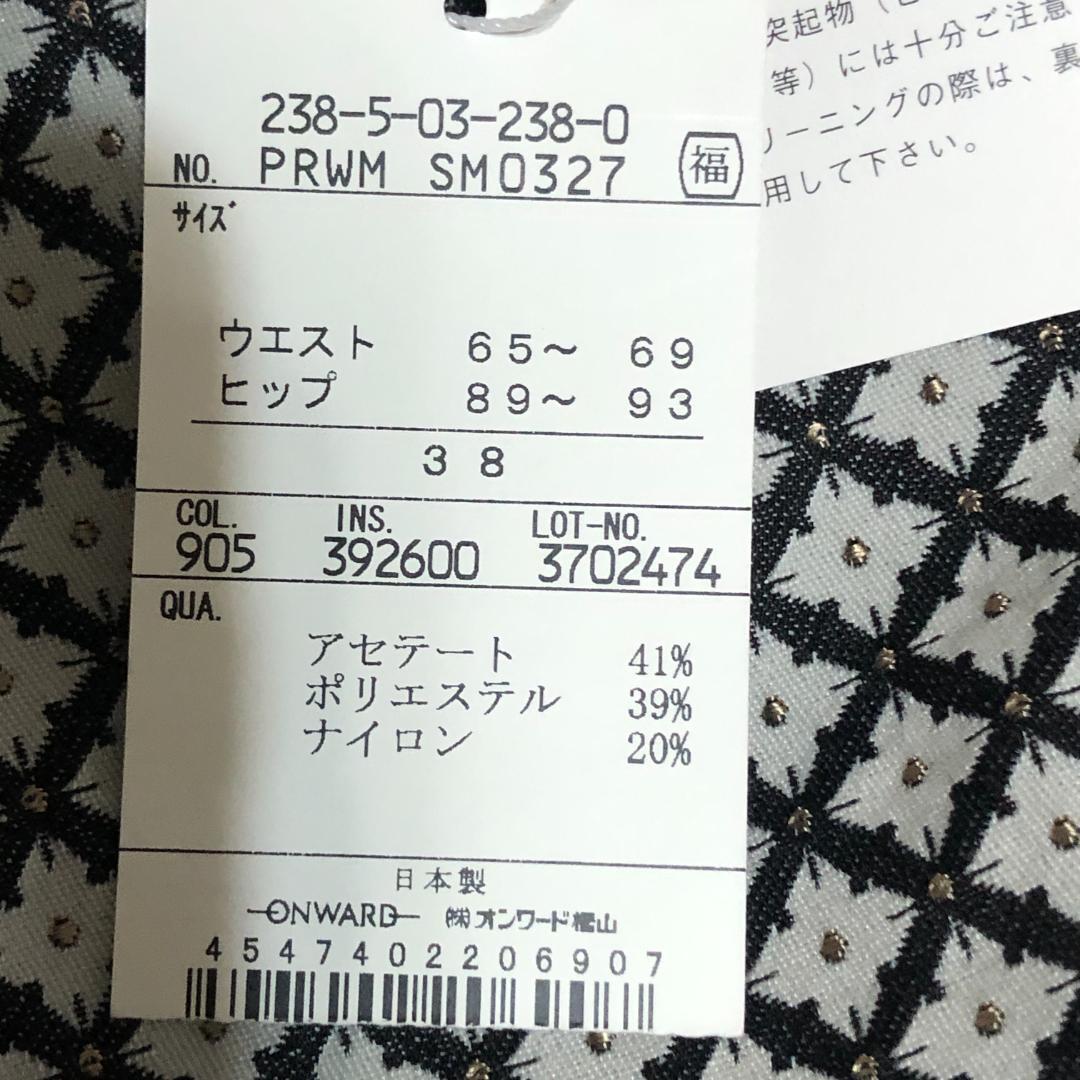 238-5-03-238-0
NO. PRWM SM0327 福
サイズ
ウエスト 65～ 69
ヒップ 89～ 93
38
COL. INS. LOT-NO.
905 392600 3702474
QUA.
アセテート 41%
ポリエステル 39%
ナイロン 20%
日本製
ONWARD ㈱オンワード樫山
4547402206907
突起物（
等）には十分ご注意
リーニングの際は、裏
用して下さい。